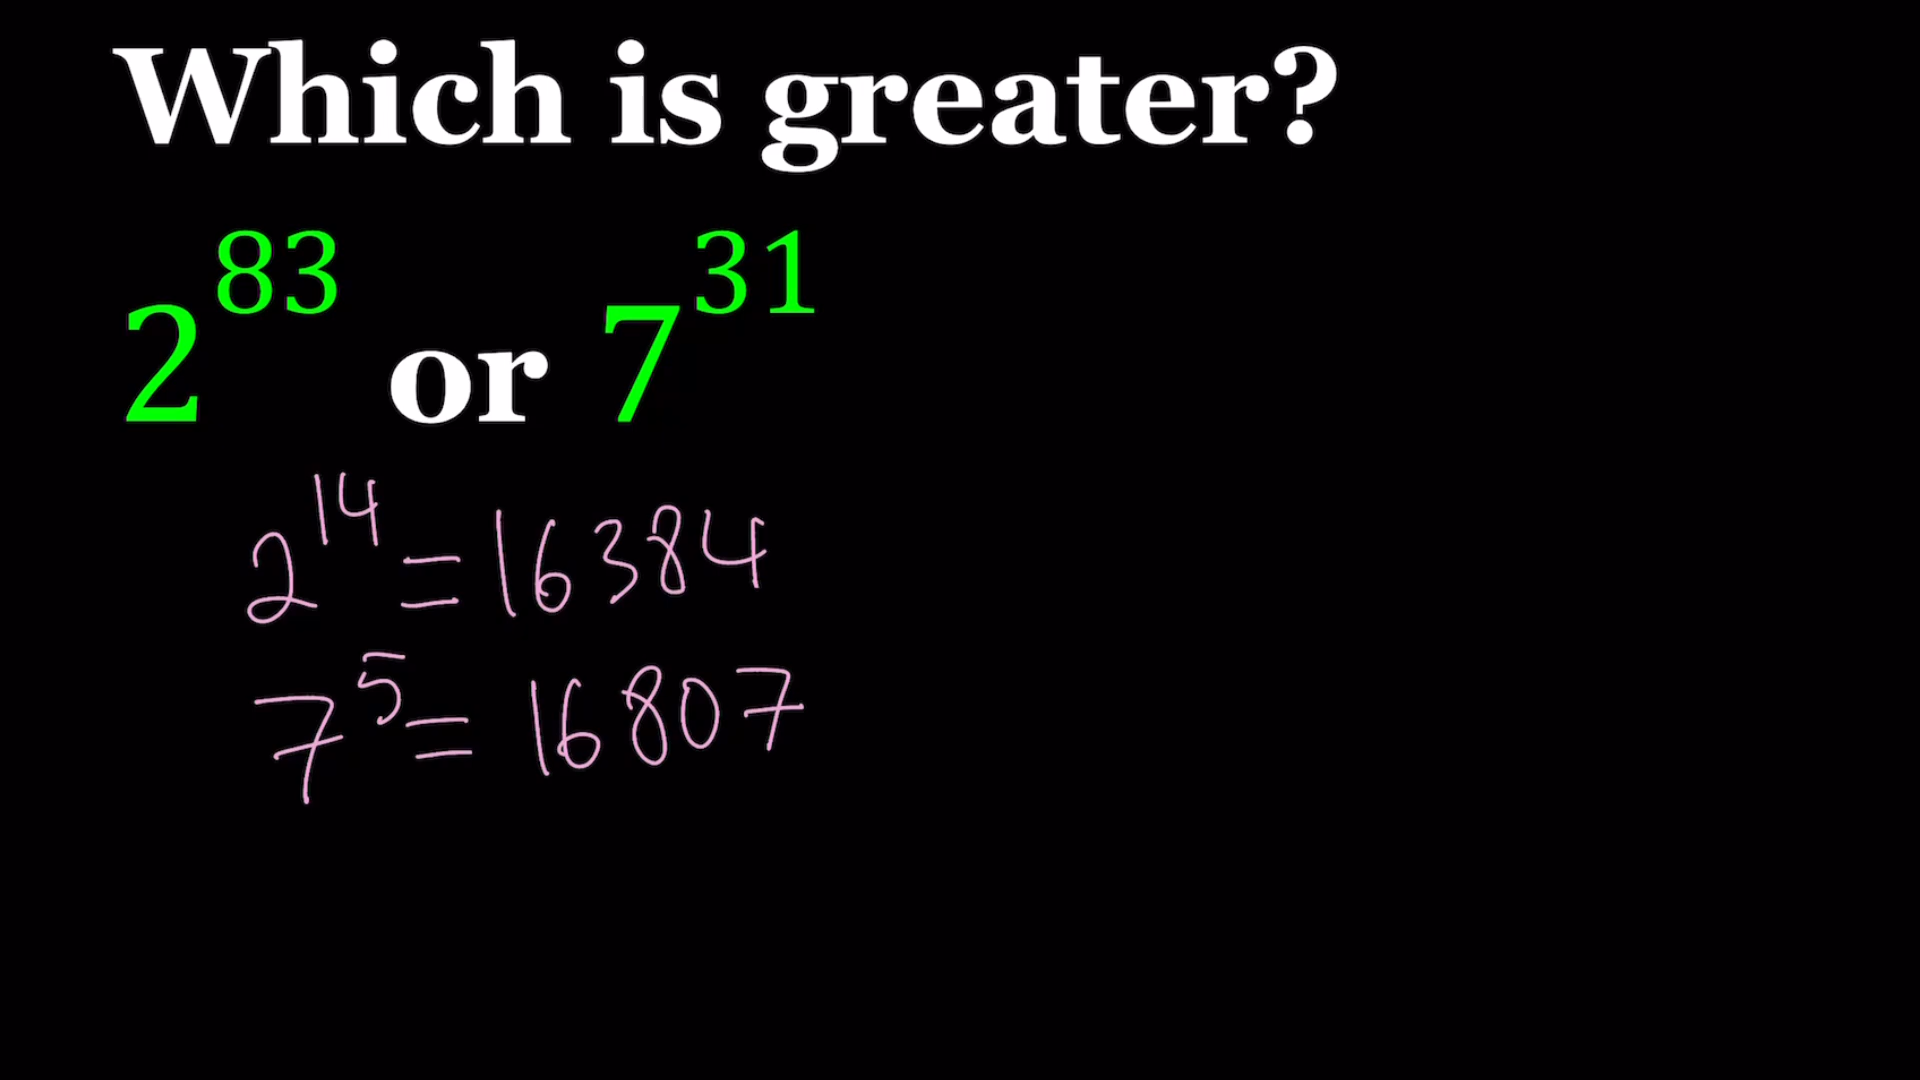 Which is greater?
2^83 or 7^31
2^14 = 16384
7^5 = 16807